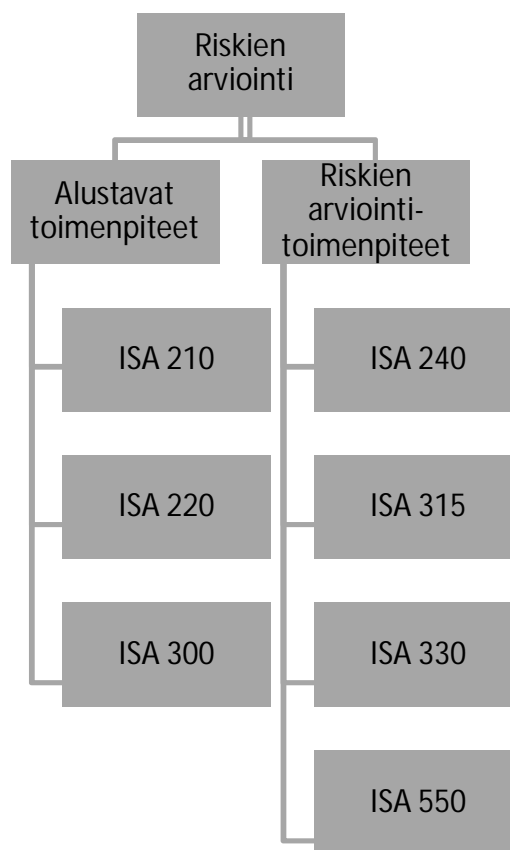 Riskien
arviointi
Alustavat
toimenpiteet
ISA 210
ISA 220
ISA 300
Riskien
arviointi-
toimenpiteet
ISA 240
ISA 315
ISA 330
ISA 550